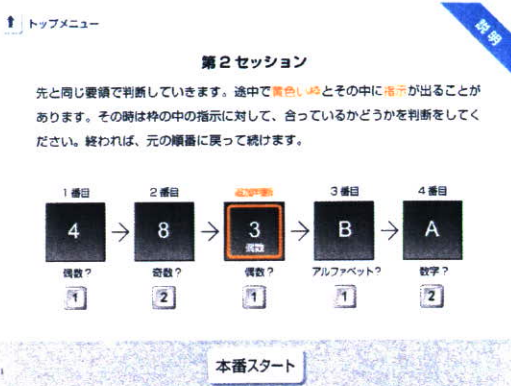 トップメニュー
説明
第2セッション
先と同じ要領で判断していきます。途中で黄色い枠とその中に指示が出ることが
あります。その時は枠の中の指示に対して、合っているかどうかを判断をしてく
ださい。終われば、元の順番に戻って続けます。
1番目 2番目 追加判断 3番目 4番目
4 → 8 → 3 → B → A
偶数
偶数？ 奇数？ 偶数？ アルファベット？ 数字？
1 2 1 1 2
本番スタート